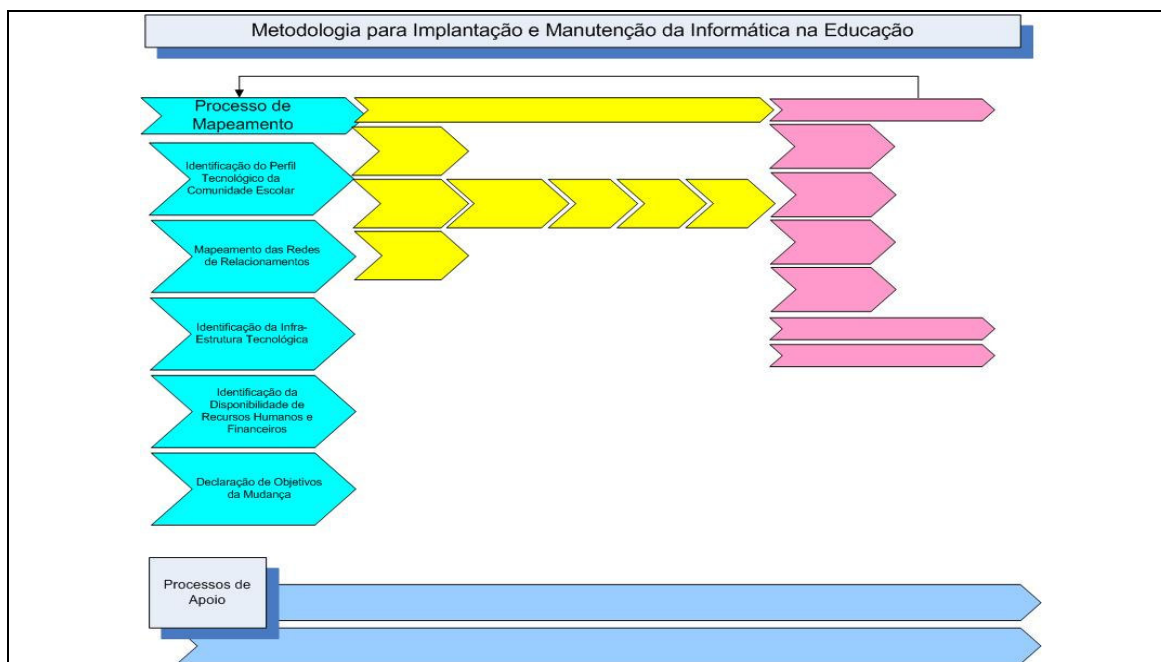 Metodologia para Implantação e Manutenção da Informática na Educação
Processo de
Mapeamento
Identificação do Perfil
Tecnológico da
Comunidade Escolar
Mapeamento das Redes
de Relacionamentos
Identificação da Infra-
Estrutura Tecnológica
Identificação da
Disponibilidade de
Recursos Humanos e
Financeiros
Declaração de Objetivos
da Mudança
Processos de
Apoio